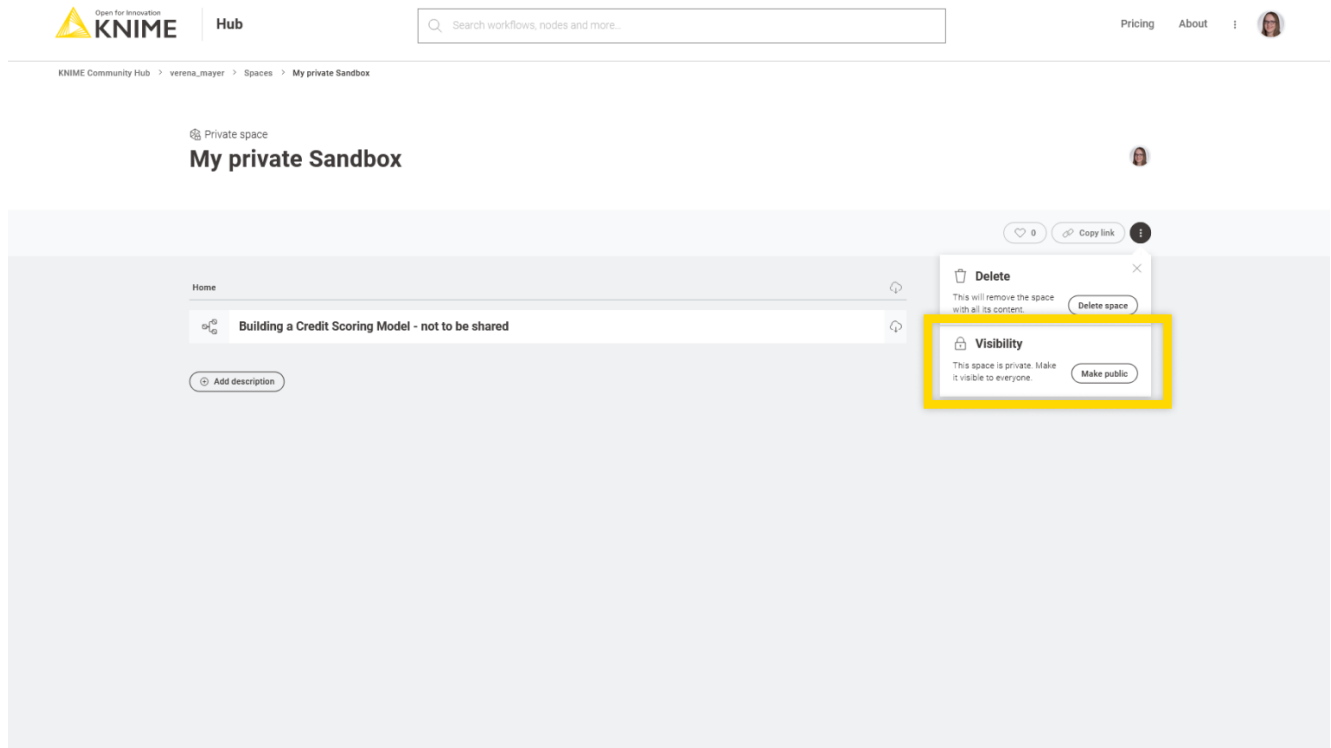 Open for Innovation
KNIME
Hub
Search workflows, nodes and more...
Pricing
About
KNIME Community Hub > verena_mayer > Spaces > My private Sandbox
Private space
My private Sandbox
0
Copy link
Home
Building a Credit Scoring Model - not to be shared
Add description
Delete
This will remove the space
with all its content.
Delete space
Visibility
This space is private. Make
it visible to everyone.
Make public